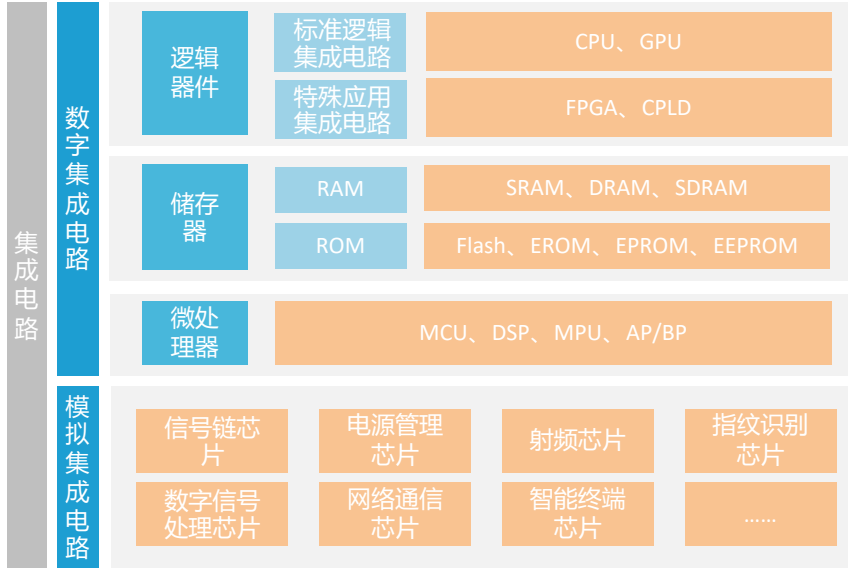 集成电路
数字集成电路
逻辑
器件
标准逻辑
集成电路
CPU、GPU
特殊应用
集成电路
FPGA、CPLD
储存
器
RAM
SRAM、DRAM、SDRAM
ROM
Flash、EROM、EPROM、EEPROM
微处
理器
MCU、DSP、MPU、AP/BP
模拟集成电路
信号链芯
片
电源管理
芯片
射频芯片
指纹识别
芯片
数字信号
处理芯片
网络通信
芯片
智能终端
芯片
......